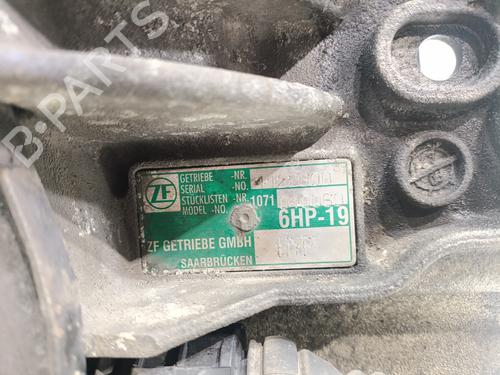 B-PARTS
ZF
GETRIEBE -NR.
SERIAL -NO.
STÜCKLISTEN -NR.
MODEL -NO. 1071
6HP-19
ZF GETRIEBE GMBH
SAARBRÜCKEN